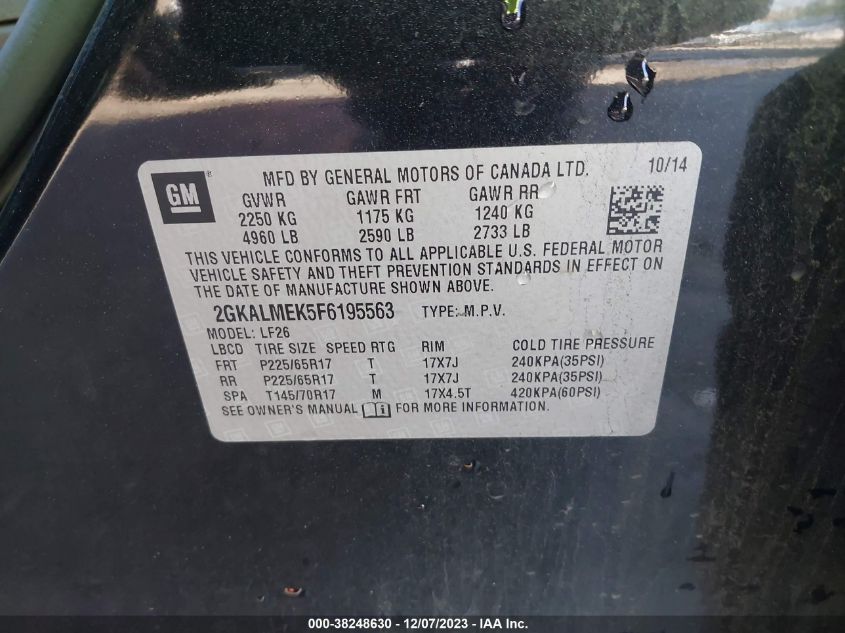 GM ®
MFD BY GENERAL MOTORS OF CANADA LTD. 10/14
GVWR GAWR FRT GAWR RR
2250 KG 1175 KG 1240 KG
4960 LB 2590 LB 2733 LB
THIS VEHICLE CONFORMS TO ALL APPLICABLE U.S. FEDERAL MOTOR
VEHICLE SAFETY AND THEFT PREVENTION STANDARDS IN EFFECT ON
THE DATE OF MANUFACTURE SHOWN ABOVE.
2GKALMEK5F6195563 TYPE: M.P.V.
MODEL: LF26
LBCD TIRE SIZE SPEED RTG RIM COLD TIRE PRESSURE
FRT P225/65R17 T 17X7J 240KPA(35PSI)
RR P225/65R17 T 17X7J 240KPA(35PSI)
SPA T145/70R17 M 17X4.5T 420KPA(60PSI)
SEE OWNER'S MANUAL FOR MORE INFORMATION.
000-38248630 - 12/07/2023 - IAA Inc.